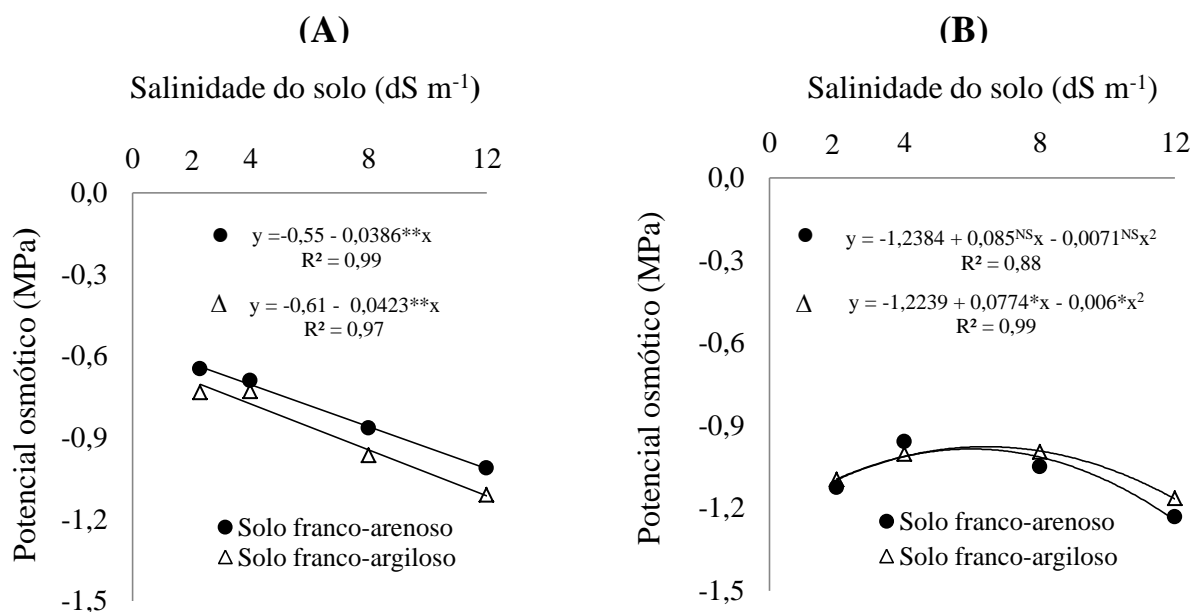 (A)
Salinidade do solo (dS m-1)
0 2 4 8 12
0,0
-0,3
-0,6
-0,9
-1,2
-1,5
Potencial osmótico (MPa)
y =-0,55 - 0,0386**x
R² = 0,99
y = -0,61 - 0,0423**x
R² = 0,97
Solo franco-arenoso
Solo franco-argiloso
(B)
Salinidade do solo (dS m-1)
0 2 4 8 12
0,0
-0,3
-0,6
-0,9
-1,2
-1,5
Potencial osmótico (MPa)
y = -1,2384 + 0,085NSx - 0,0071NSx2
R² = 0,88
y = -1,2239 + 0,0774*x - 0,006*x2
R² = 0,99
Solo franco-arenoso
Solo franco-argiloso